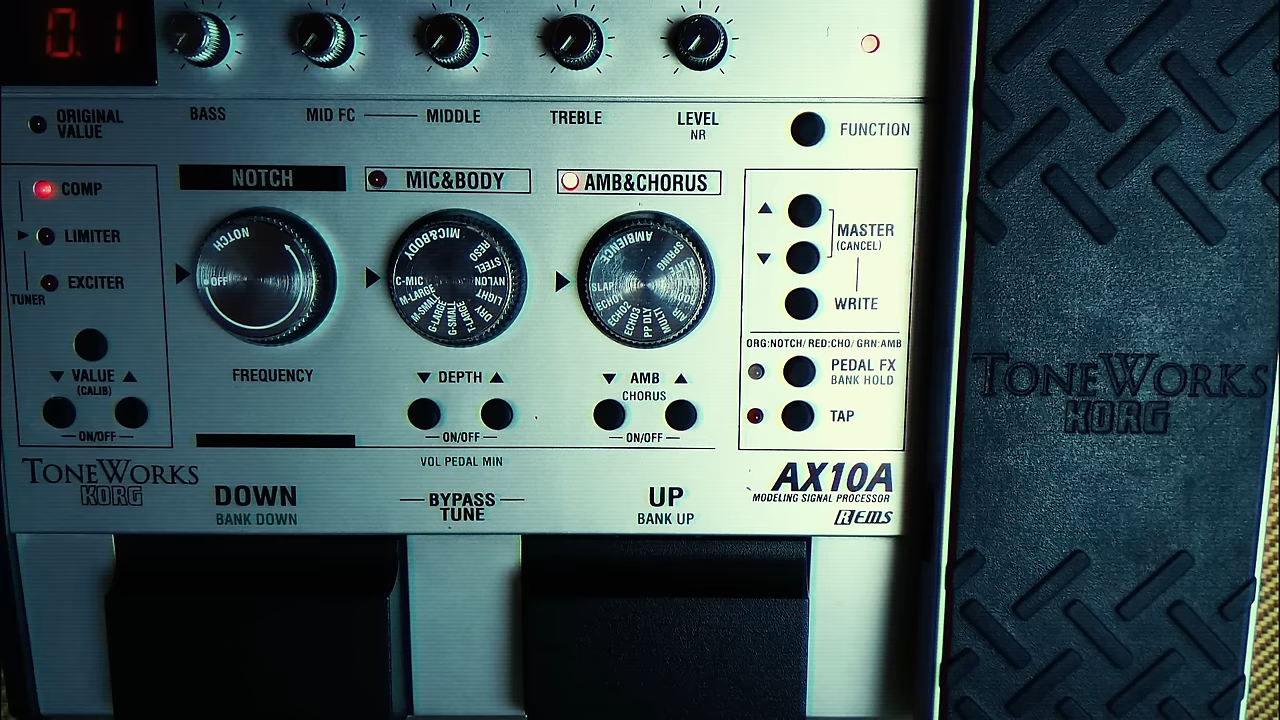 0.1
ORIGINAL
VALUE
BASS
MID FC
MIDDLE
TREBLE
LEVEL
NR
FUNCTION
COMP
LIMITER
EXCITER
TUNER
VALUE
(CALIB)
ON/OFF
NOTCH
NOTCH
OFF
FREQUENCY
MIC&BODY
MIC&BODY
RESO
STEEL
NYLON
LIGHT
DRY
G-SMALL
G-LARGE
M-SMALL
M-LARGE
C-MIC
DEPTH
ON/OFF
AMB&CHORUS
AMBIENCE
SPRING
AIR
MULTI
PP DLY
ECHO3
ECHO2
ECHO1
SLAP
AMB
CHORUS
ON/OFF
MASTER
(CANCEL)
WRITE
ORG:NOTCH/ RED:CHO/ GRN:AMB
PEDAL FX
BANK HOLD
TAP
TONEWORKS
KORG
DOWN
BANK DOWN
VOL PEDAL MIN
BYPASS
TUNE
UP
BANK UP
AX10A
MODELING SIGNAL PROCESSOR
REMS
TONEWORKS
KORG